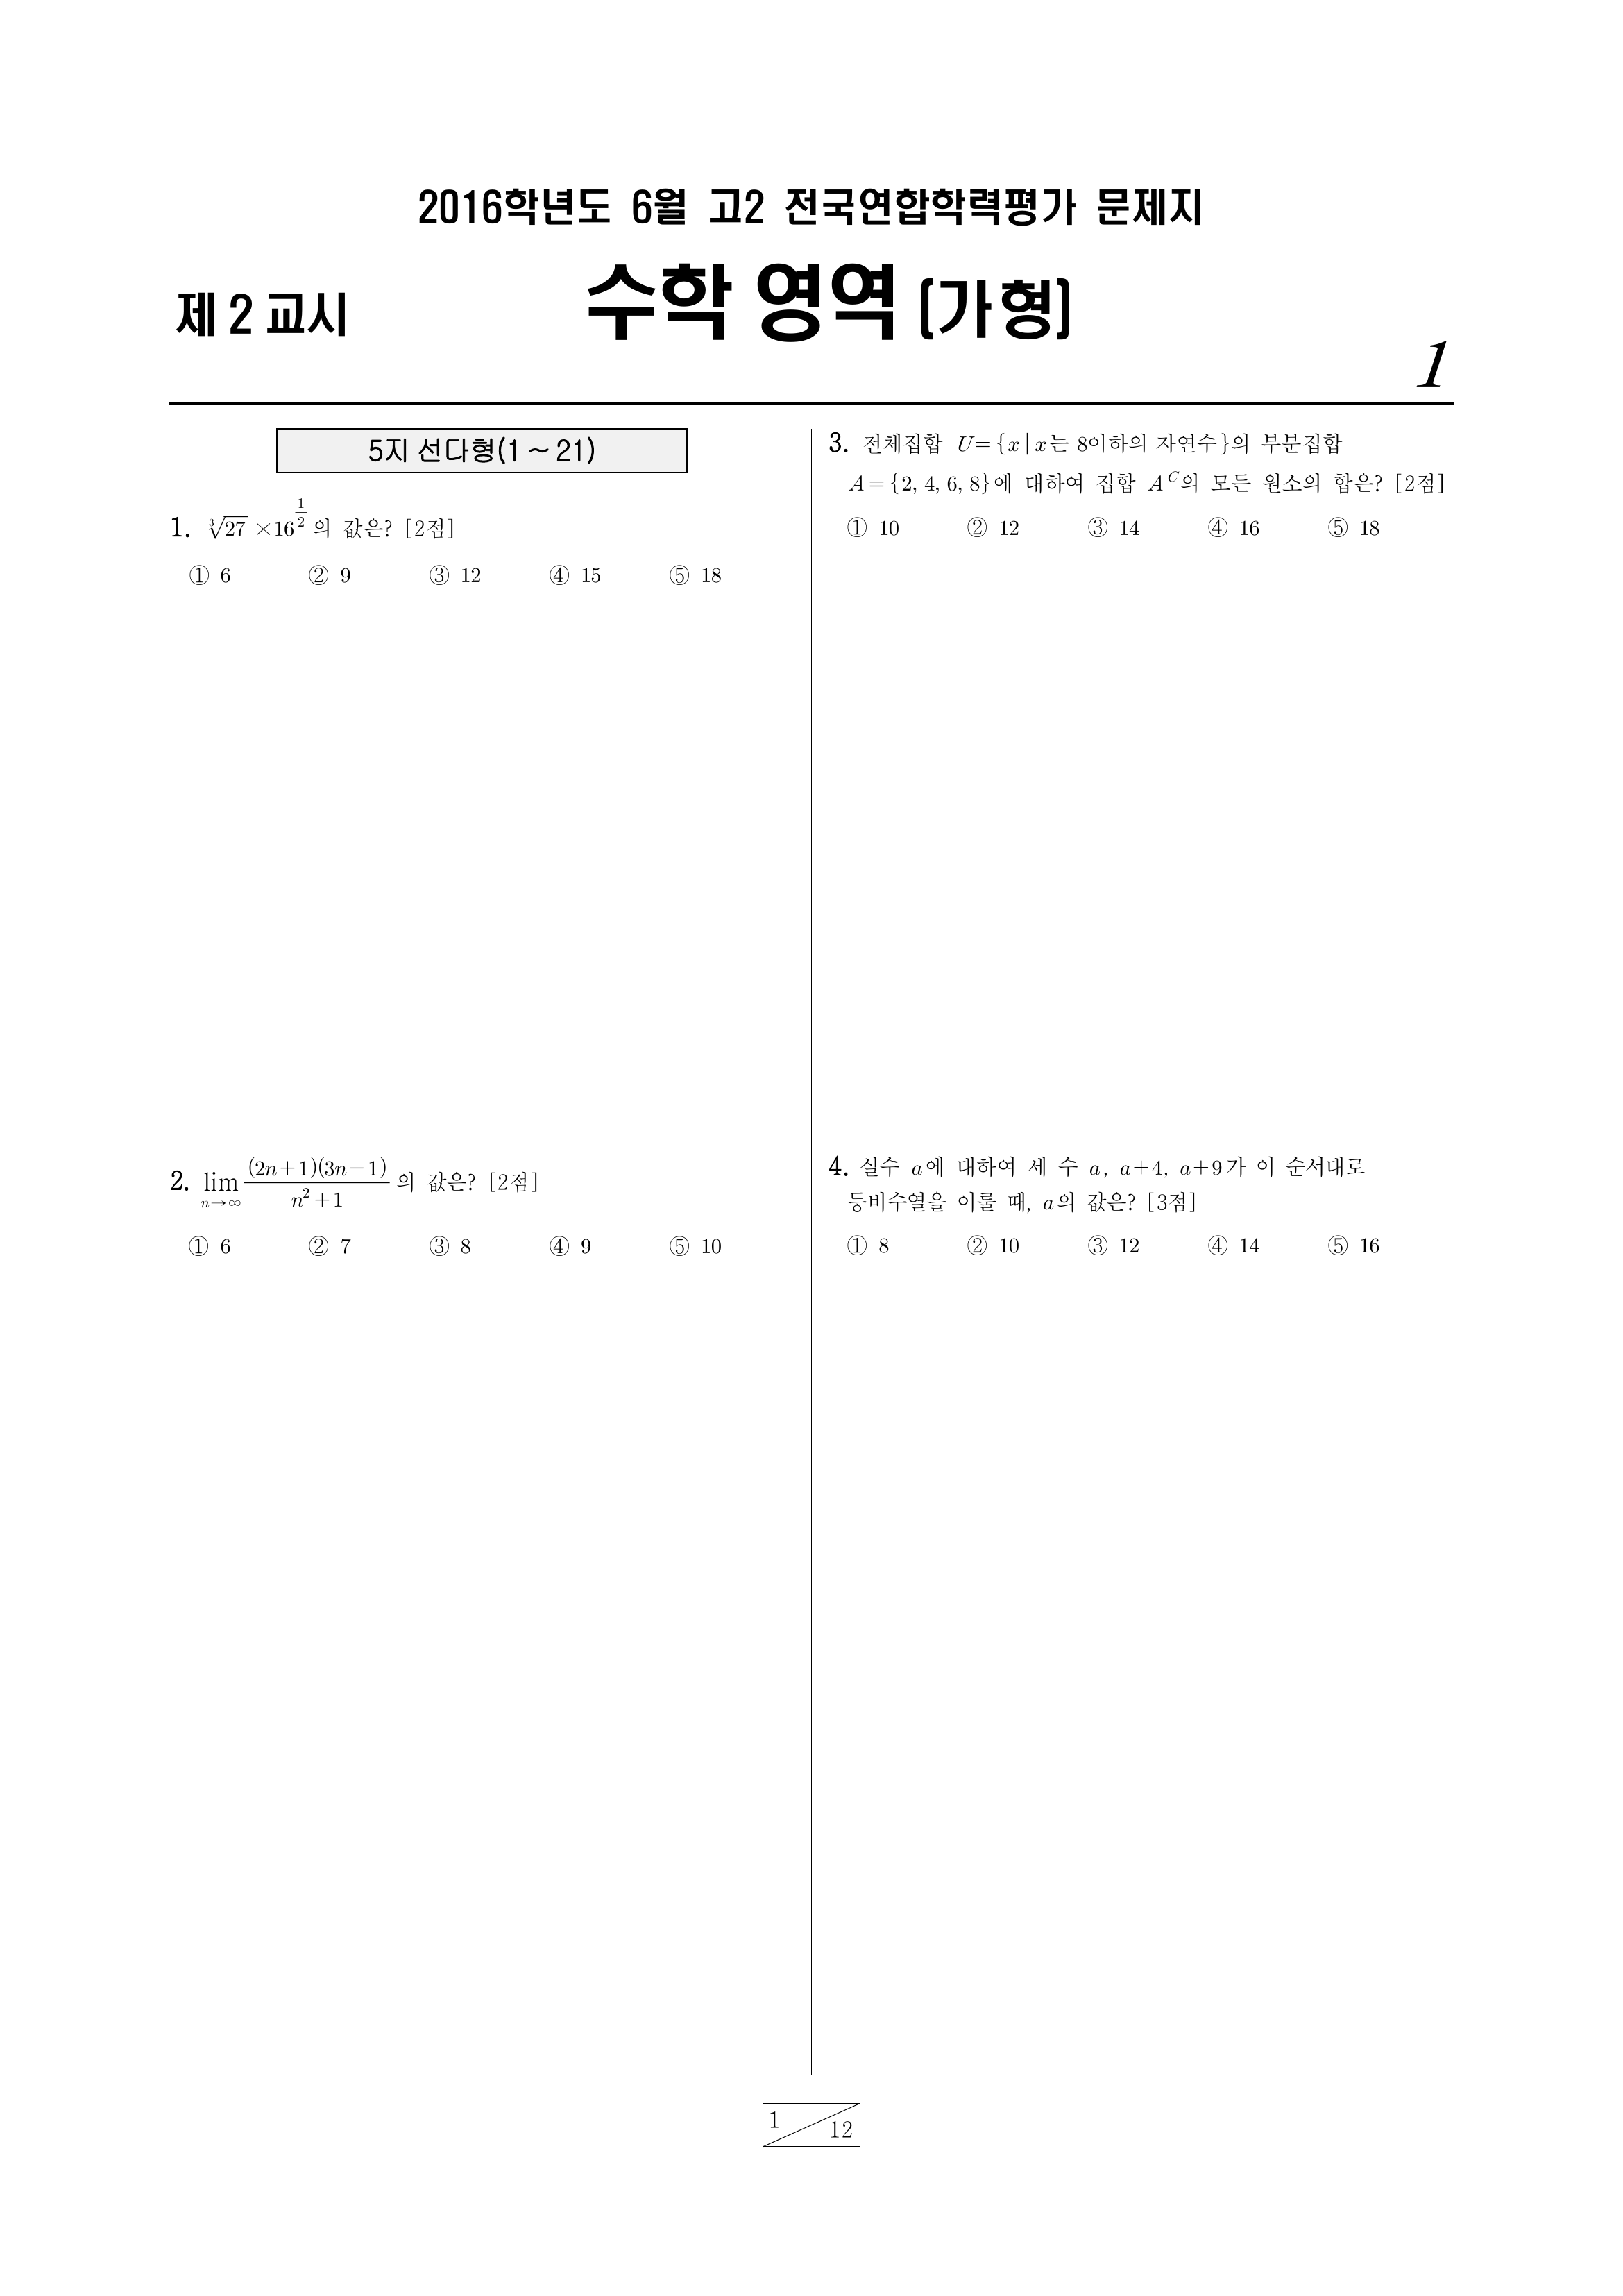 2016학년도 6월 고2 전국연합학력평가 문제지
제 2 교시
수학 영역 (가형)
1
5지 선다형(1 ~ 21)
1. ∛27 ×16^{1/2} 의 값은? [2점]
① 6 ② 9 ③ 12 ④ 15 ⑤ 18
2. lim_{n→∞} (2n+1)(3n−1)/(n²+1) 의 값은? [2점]
① 6 ② 7 ③ 8 ④ 9 ⑤ 10
3. 전체집합 U={x|x는 8이하의 자연수}의 부분집합
A={2, 4, 6, 8}에 대하여 집합 A^C의 모든 원소의 합은? [2점]
① 10 ② 12 ③ 14 ④ 16 ⑤ 18
4. 실수 a에 대하여 세 수 a, a+4, a+9가 이 순서대로
등비수열을 이룰 때, a의 값은? [3점]
① 8 ② 10 ③ 12 ④ 14 ⑤ 16
1 12